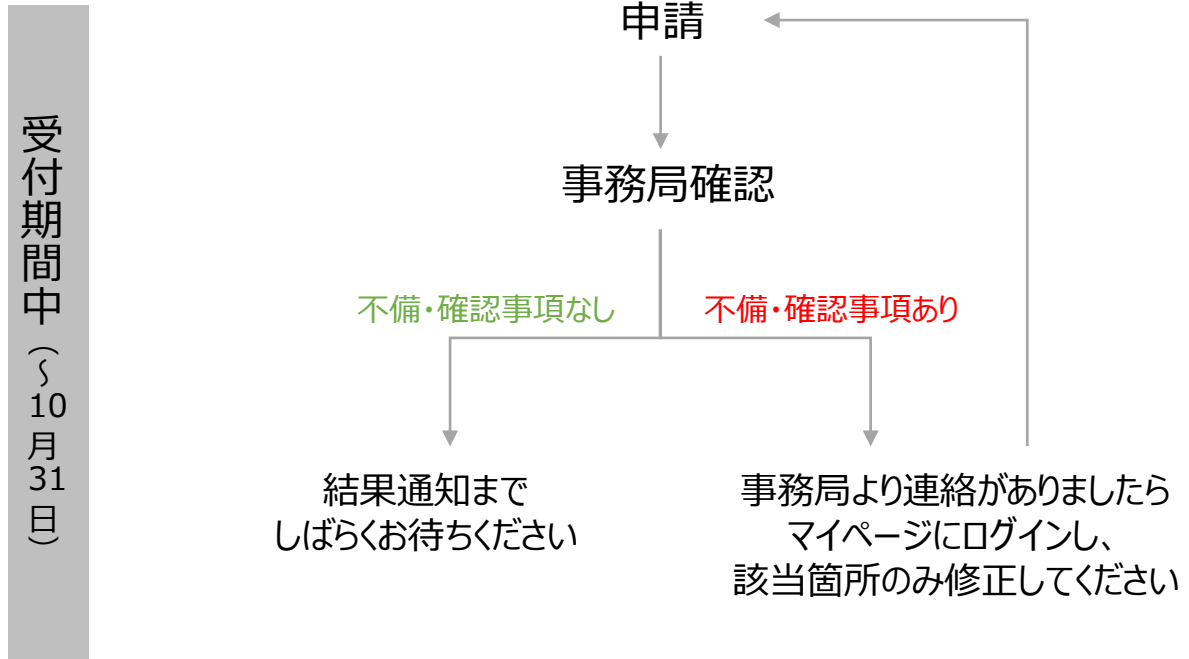 受付期間中（～10月31日）
申請
事務局確認
不備・確認事項なし
不備・確認事項あり
結果通知まで
しばらくお待ちください
事務局より連絡がありましたら
マイページにログインし、
該当箇所のみ修正してください